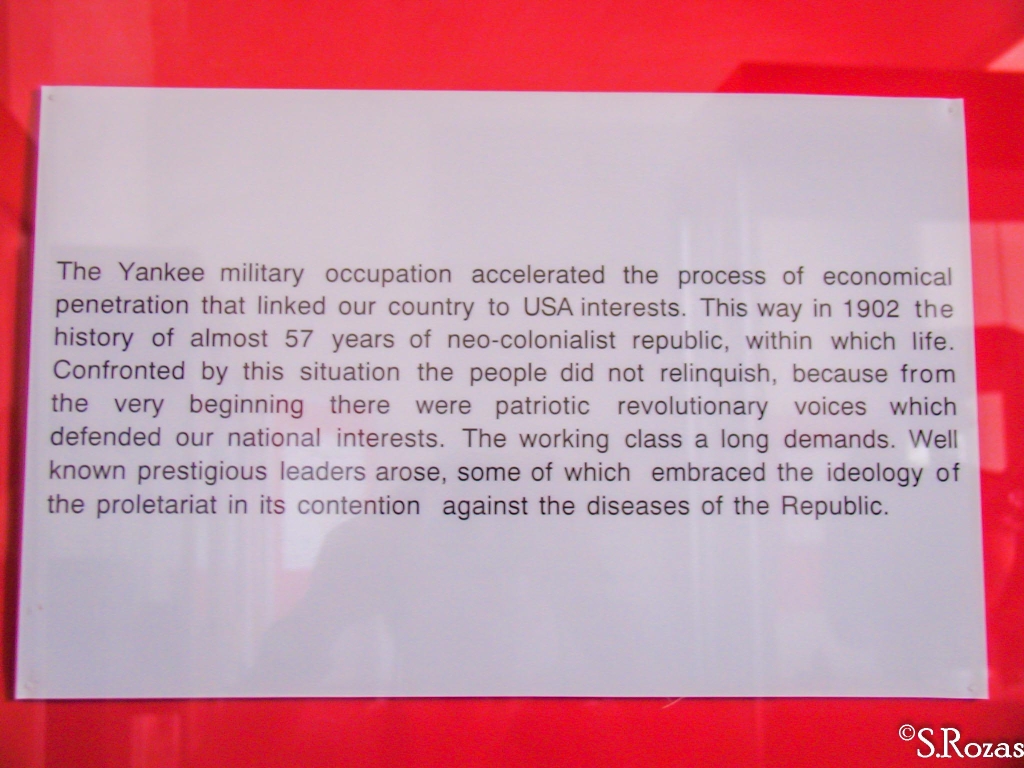 The Yankee military occupation accelerated the process of economical
penetration that linked our country to USA interests. This way in 1902 the
history of almost 57 years of neo-colonialist republic, within which life.
Confronted by this situation the people did not relinquish, because from
the very beginning there were patriotic revolutionary voices which
defended our national interests. The working class a long demands. Well
known prestigious leaders arose, some of which embraced the ideology of
the proletariat in its contention against the diseases of the Republic.
©S.Rozas